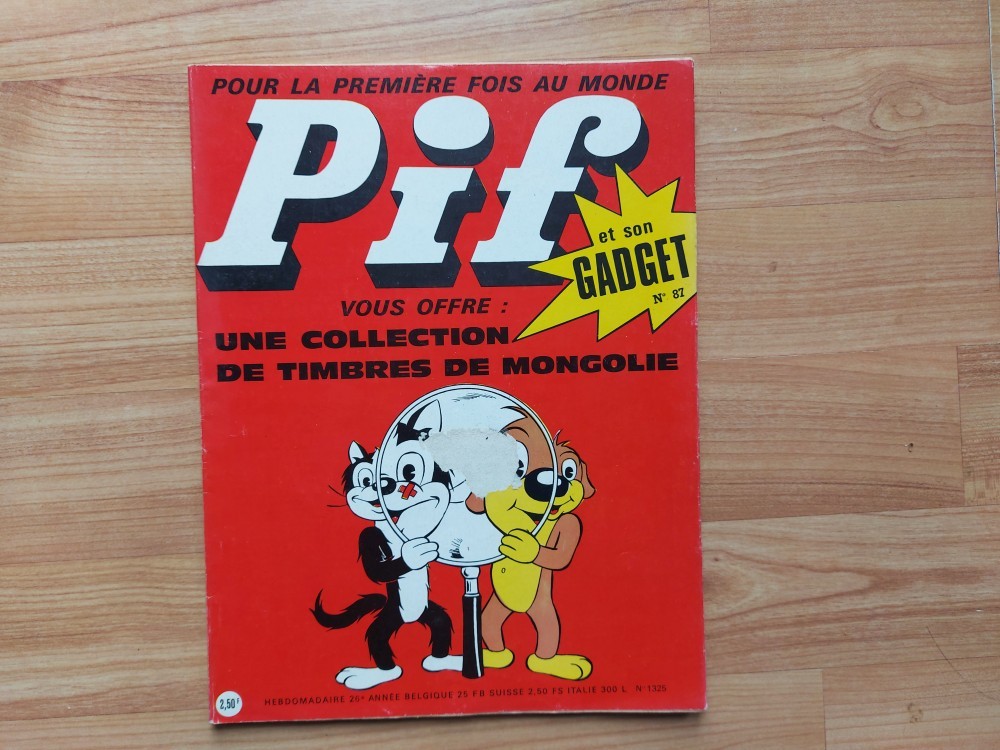 POUR LA PREMIÈRE FOIS AU MONDE
Pif
et son
GADGET
N° 87
VOUS OFFRE :
UNE COLLECTION
DE TIMBRES DE MONGOLIE
2,50F
HEBDOMADAIRE 26e ANNÉE BELGIQUE 25 FB SUISSE 2,50 FS ITALIE 300 L N° 1325